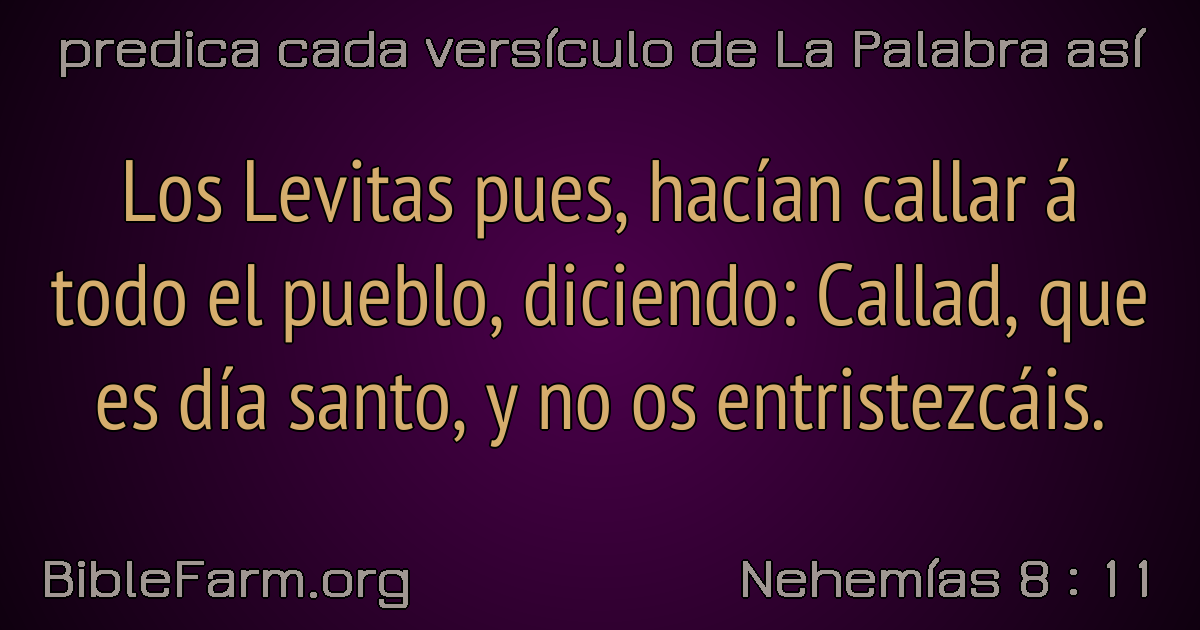 predica cada versículo de La Palabra así
Los Levitas pues, hacían callar á
todo el pueblo, diciendo: Callad, que
es día santo, y no os entristezcáis.
BibleFarm.org
Nehemías 8 : 11